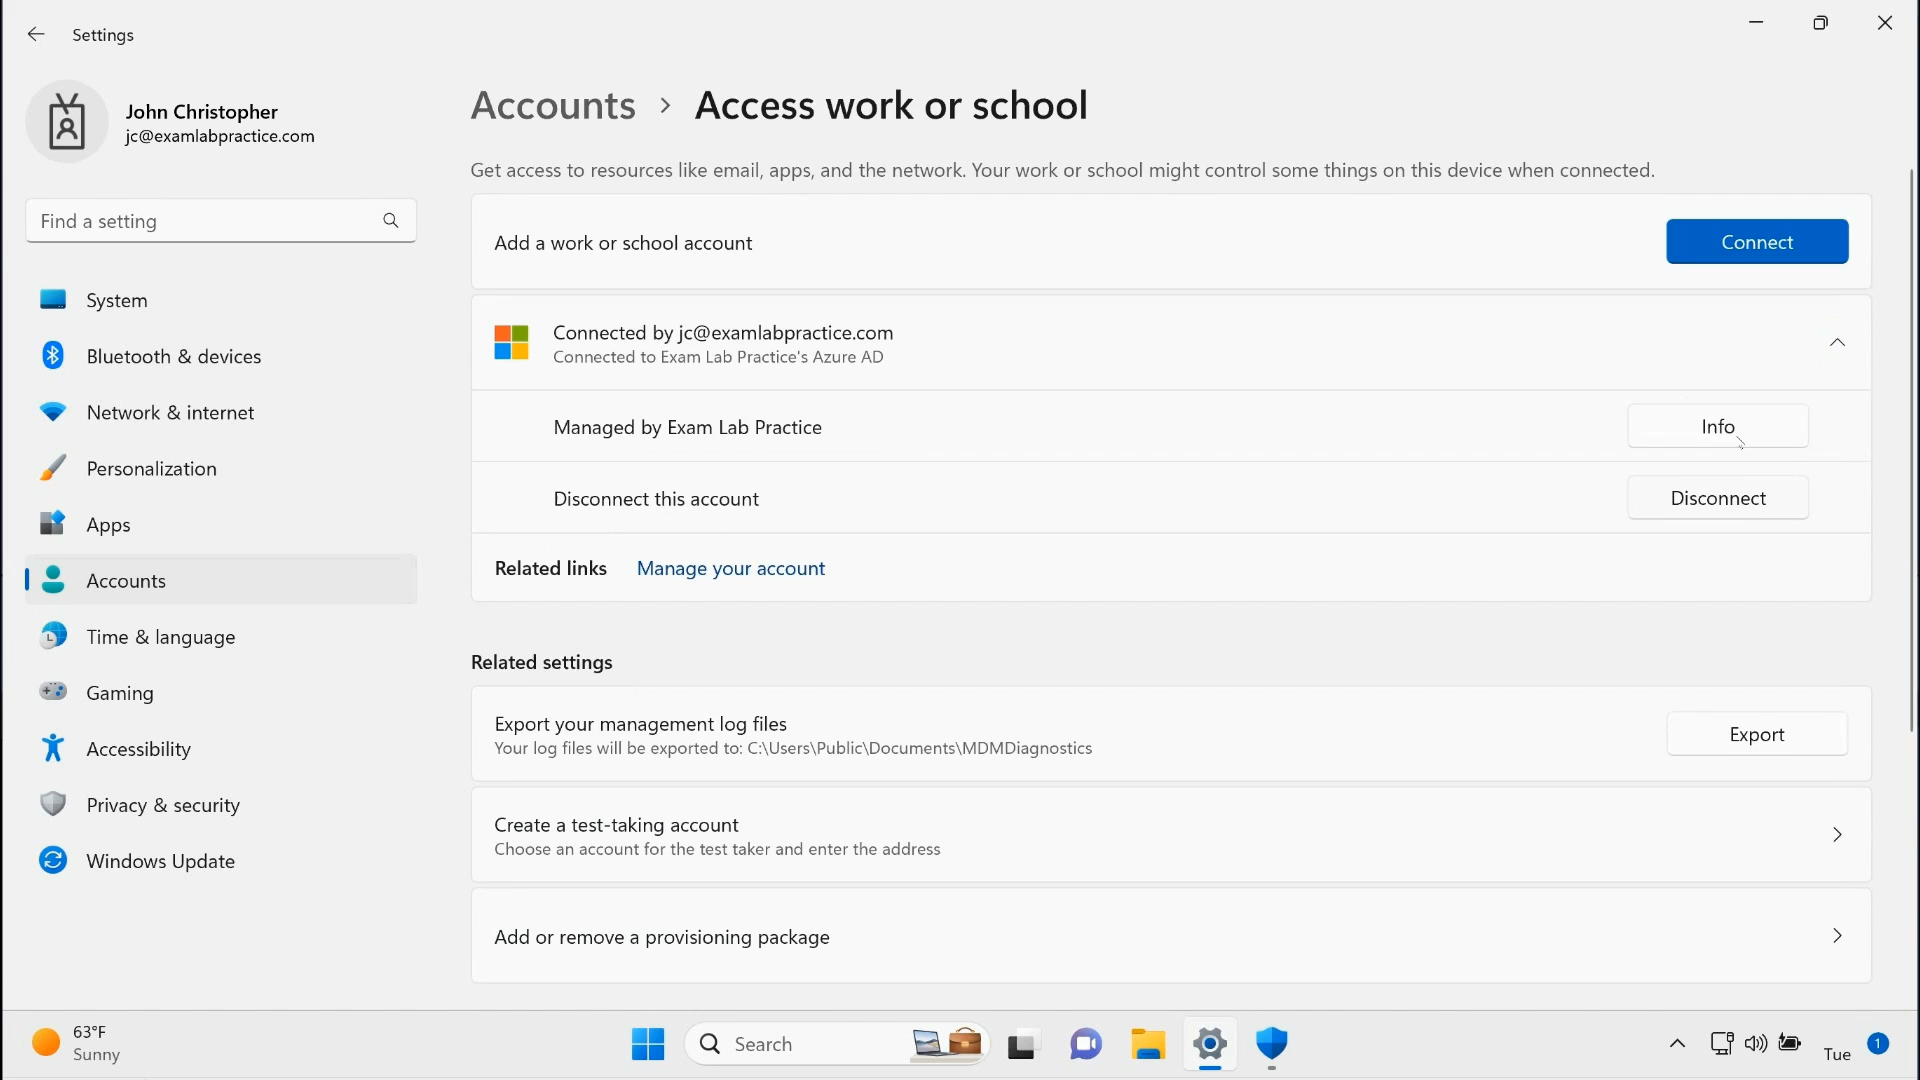 Settings
John Christopher
jc@examlabpractice.com
Find a setting
System
Bluetooth & devices
Network & internet
Personalization
Apps
Accounts
Time & language
Gaming
Accessibility
Privacy & security
Windows Update
Accounts > Access work or school
Get access to resources like email, apps, and the network. Your work or school might control some things on this device when connected.
Add a work or school account
Connect
Connected by jc@examlabpractice.com
Connected to Exam Lab Practice's Azure AD
Managed by Exam Lab Practice
Info
Disconnect this account
Disconnect
Related links Manage your account
Related settings
Export your management log files
Your log files will be exported to: C:\Users\Public\Documents\MDMDiagnostics
Export
Create a test-taking account
Choose an account for the test taker and enter the address
Add or remove a provisioning package
63°F
Sunny
Search
Tue
1